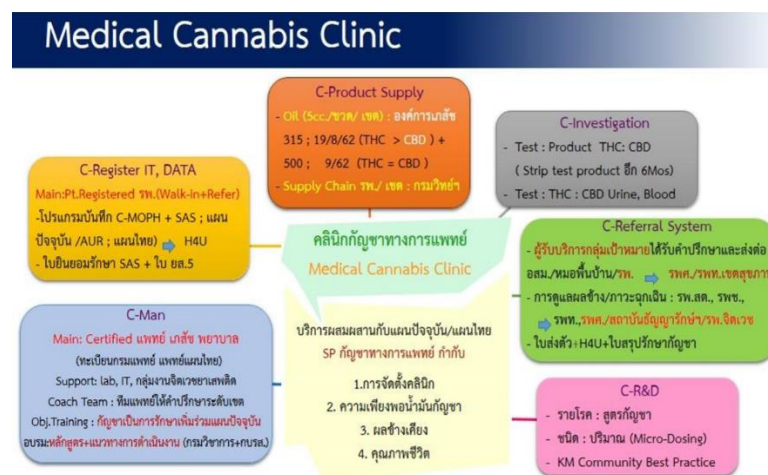 Medical Cannabis Clinic
C-Product Supply
- Oil (5cc./ขวด/ เขต) : องค์การเภสัช
315 ; 19/8/62 (THC > CBD ) +
500 ; 9/62 (THC = CBD )
- Supply Chain รพ./ เขต : กรมวิทย์ฯ
C-Investigation
- Test : Product THC: CBD
( Strip test product อีก 6Mos)
- Test : THC : CBD Urine, Blood
C-Register IT, DATA
Main:Pt.Registered รพ.(Walk-in+Refer)
-โปรแกรมบันทึก C-MOPH + SAS ; แผน
ปัจจุบัน /AUR ; แผนไทย) H4U
- ใบยินยอมรักษา SAS + ใบ ยส.5
คลินิกกัญชาทางการแพทย์
Medical Cannabis Clinic
C-Referral System
- ผู้รับบริการกลุ่มเป้าหมายได้รับคำปรึกษาและส่งต่อ
อสม./หมอพื้นบ้าน/รพ. รพศ./รพท.เขตสุขภาพ
- การดูแลผลข้าง/ภาวะฉุกเฉิน : รพ.สต., รพช.,
รพท.,รพศ./สถาบันธัญญารักษ์ฯ/รพ.จิตเวช
- ใบส่งตัว+H4U+ใบสรุปรักษากัญชา
C-Man
Main: Certified แพทย์ เภสัช พยาบาล
(ทะเบียนกรมแพทย์ แพทย์แผนไทย)
Support: lab, IT, กลุ่มงานจิตเวชยาเสพติด
Coach Team : ทีมแพทย์ให้คำปรึกษาระดับเขต
Obj.Training : กัญชาเป็นการรักษาเพิ่มร่วมแผนปัจจุบัน
อบรม:หลักสูตร+แนวทางการดำเนินงาน (กรมวิชาการ+กบรส.)
บริการผสมผสานกับแผนปัจจุบัน/แผนไทย
SP กัญชาทางการแพทย์ กำกับ
1.การจัดตั้งคลินิก
2. ความเพียงพอน้ำมันกัญชา
3. ผลข้างเคียง
4. คุณภาพชีวิต
C-R&D
- รายโรค : สูตรกัญชา
- ชนิด : ปริมาณ (Micro-Dosing)
- KM Community Best Practice